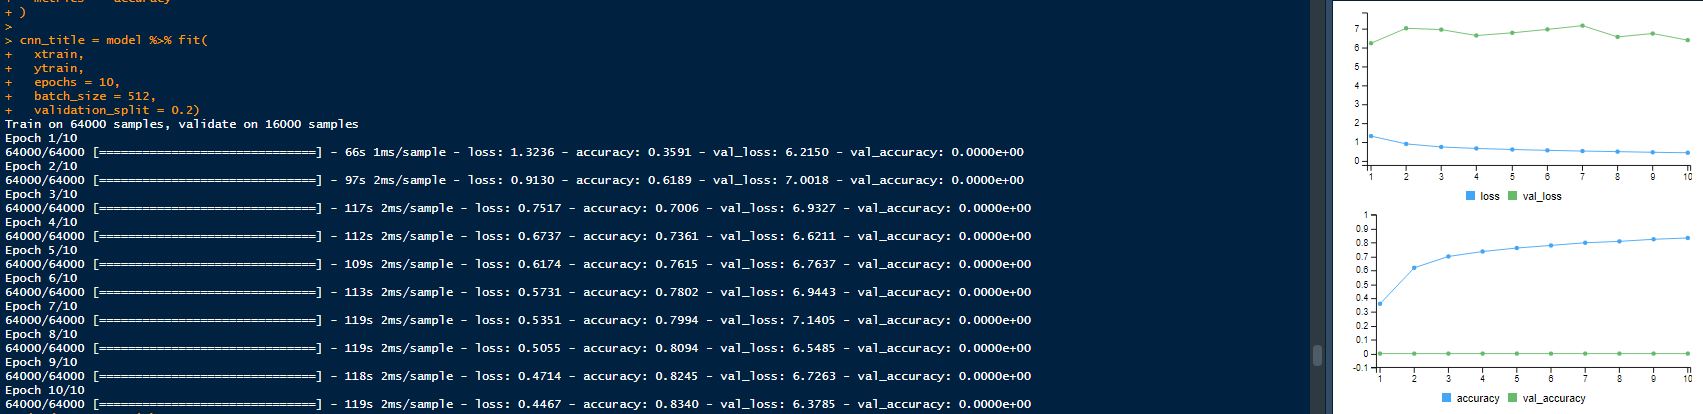 + metrics = accuracy
+ )
>
> cnn_title = model %>% fit(
+ xtrain,
+ ytrain,
+ epochs = 10,
+ batch_size = 512,
+ validation_split = 0.2)
Train on 64000 samples, validate on 16000 samples
Epoch 1/10
64000/64000 [==============================] - 66s 1ms/sample - loss: 1.3236 - accuracy: 0.3591 - val_loss: 6.2150 - val_accuracy: 0.0000e+00
Epoch 2/10
64000/64000 [==============================] - 97s 2ms/sample - loss: 0.9130 - accuracy: 0.6189 - val_loss: 7.0018 - val_accuracy: 0.0000e+00
Epoch 3/10
64000/64000 [==============================] - 117s 2ms/sample - loss: 0.7517 - accuracy: 0.7006 - val_loss: 6.9327 - val_accuracy: 0.0000e+00
Epoch 4/10
64000/64000 [==============================] - 112s 2ms/sample - loss: 0.6737 - accuracy: 0.7361 - val_loss: 6.6211 - val_accuracy: 0.0000e+00
Epoch 5/10
64000/64000 [==============================] - 109s 2ms/sample - loss: 0.6174 - accuracy: 0.7615 - val_loss: 6.7637 - val_accuracy: 0.0000e+00
Epoch 6/10
64000/64000 [==============================] - 113s 2ms/sample - loss: 0.5731 - accuracy: 0.7802 - val_loss: 6.9443 - val_accuracy: 0.0000e+00
Epoch 7/10
64000/64000 [==============================] - 119s 2ms/sample - loss: 0.5351 - accuracy: 0.7994 - val_loss: 7.1405 - val_accuracy: 0.0000e+00
Epoch 8/10
64000/64000 [==============================] - 119s 2ms/sample - loss: 0.5055 - accuracy: 0.8094 - val_loss: 6.5485 - val_accuracy: 0.0000e+00
Epoch 9/10
64000/64000 [==============================] - 118s 2ms/sample - loss: 0.4714 - accuracy: 0.8245 - val_loss: 6.7263 - val_accuracy: 0.0000e+00
Epoch 10/10
64000/64000 [==============================] - 119s 2ms/sample - loss: 0.4467 - accuracy: 0.8340 - val_loss: 6.3785 - val_accuracy: 0.0000e+00
7
6
5
4
3
2
1
0
1 2 3 4 5 6 7 8 9 10
loss val_loss
1
0.9
0.8
0.7
0.6
0.5
0.4
0.3
0.2
0.1
0
-0.1
1 2 3 4 5 6 7 8 9 10
accuracy val_accuracy